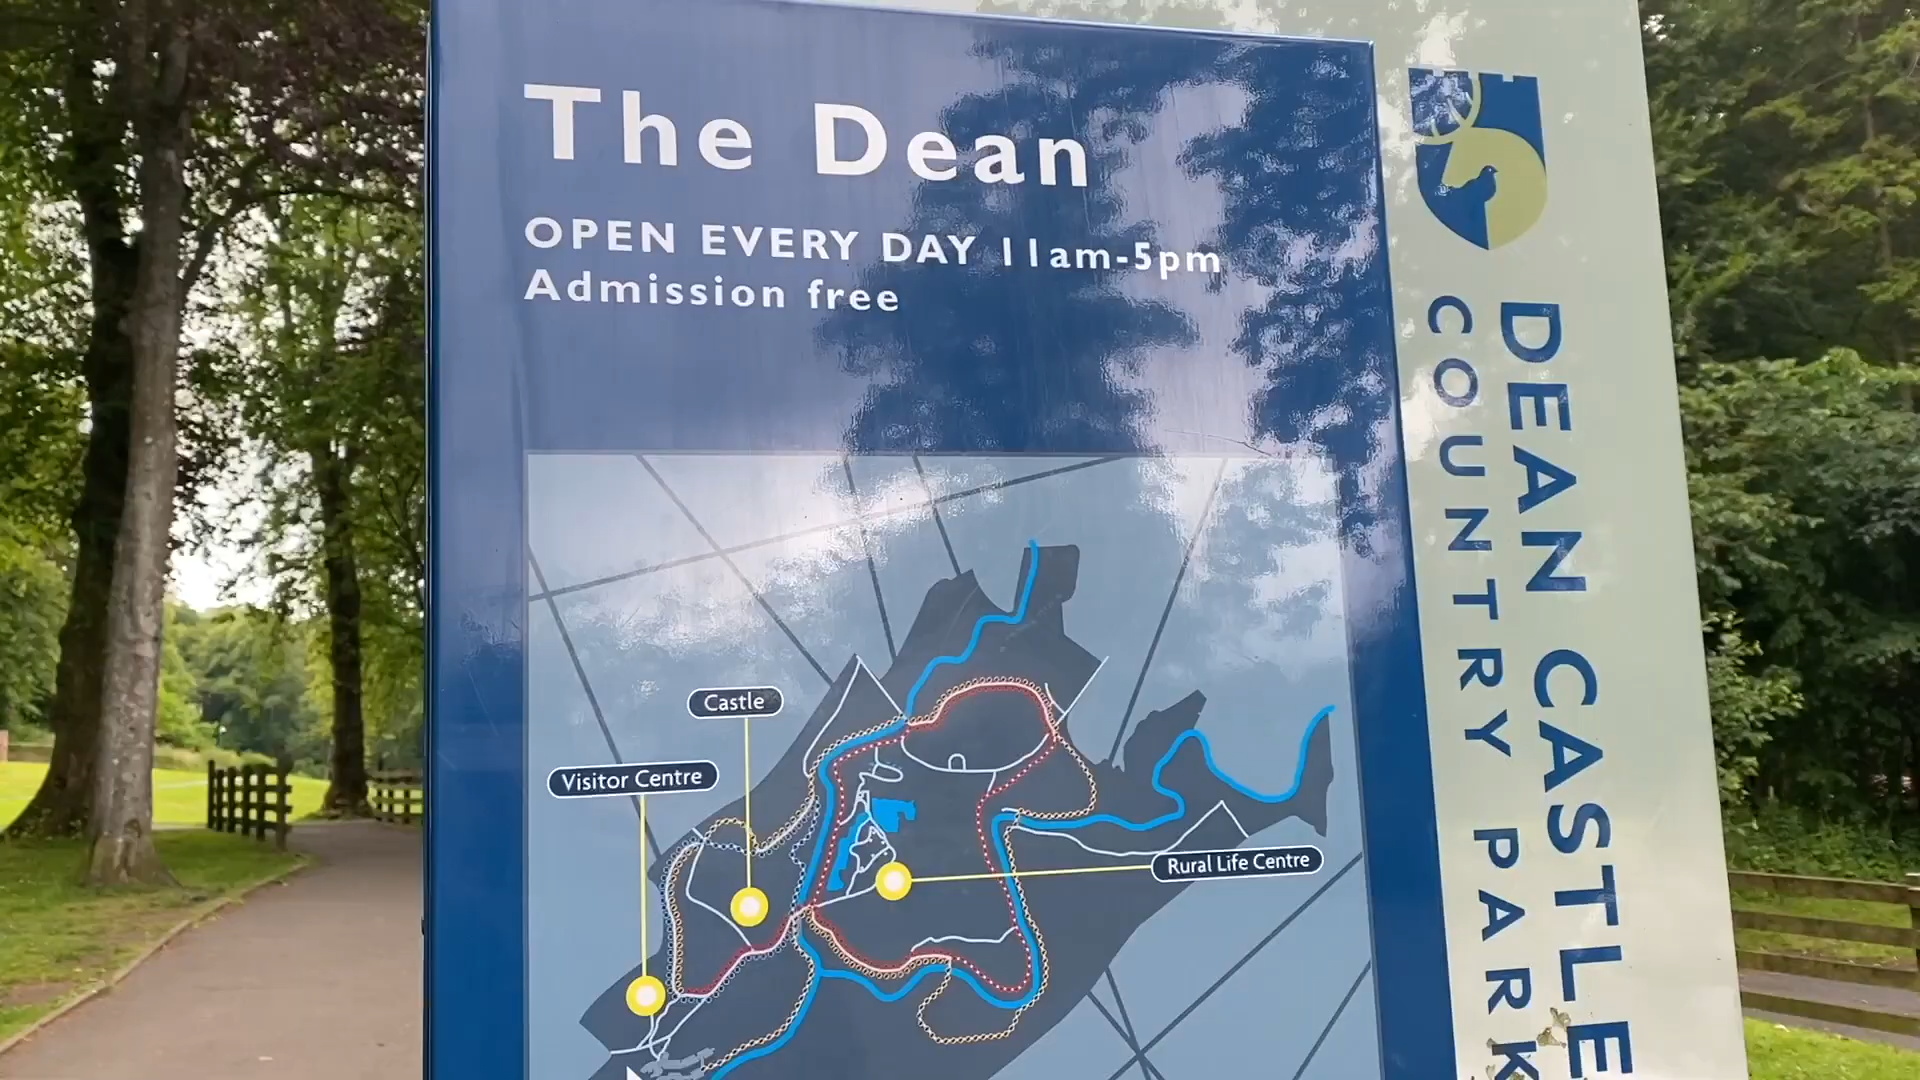 The Dean
OPEN EVERY DAY 11am-5pm
Admission free
Castle
Visitor Centre
Rural Life Centre
DEAN CASTLE
COUNTRY PARK